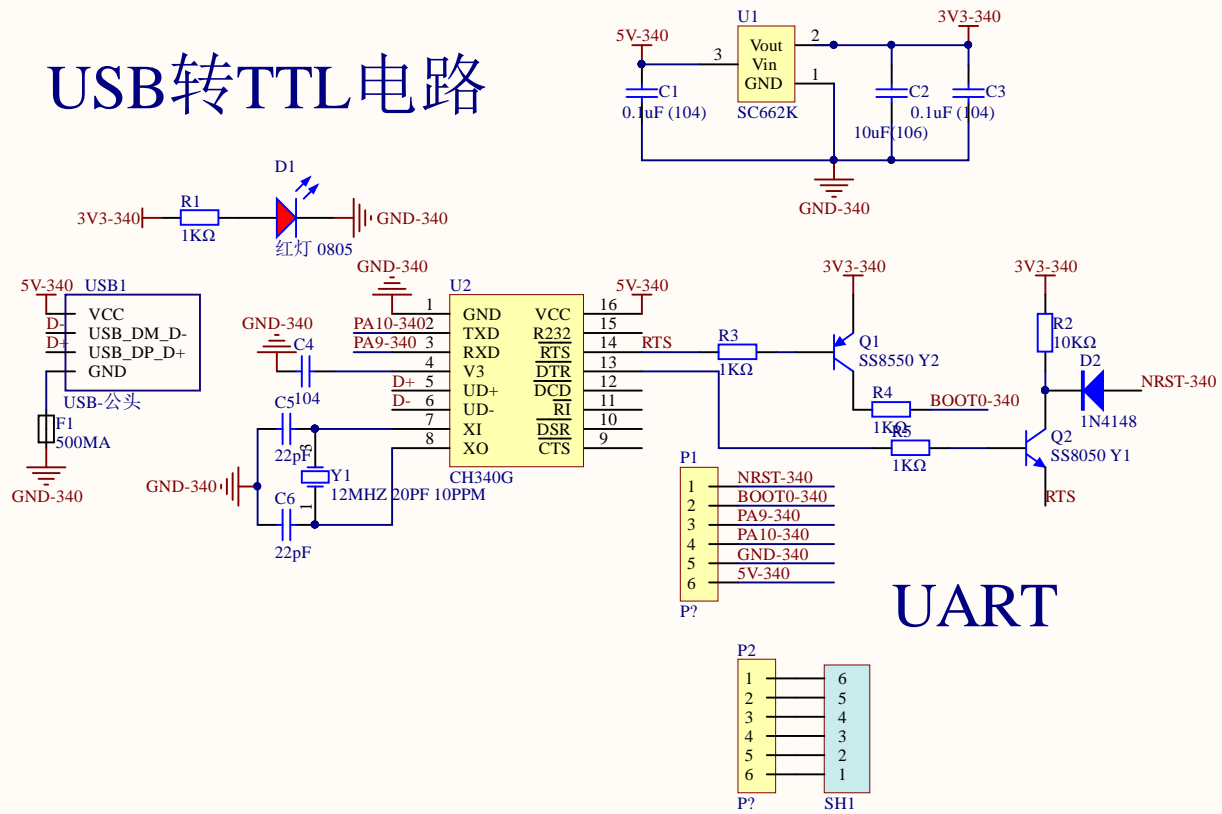 USB转TTL电路
U1
5V-340
3V3-340
3
Vout
Vin
GND
2
1
C1
0.1uF (104)
SC662K
C2
10uF(106)
C3
0.1uF (104)
GND-340
D1
3V3-340
R1
1KΩ
GND-340
红灯 0805
5V-340
USB1
VCC
D-
USB_DM_D-
D+
USB_DP_D+
GND
USB-公头
F1
500MA
GND-340
GND-340
U2
5V-340
1
GND
VCC
16
PA10-340
2
TXD
R232
15
PA9-340
3
RXD
RTS
14
RTS
GND-340
C4
104
4
V3
DTR
13
D+
5
UD+
DCD
12
D-
6
UD-
RI
11
7
XI
DSR
10
8
XO
CTS
9
CH340G
C5
22pF
3
Y1
12MHZ 20PF 10PPM
1
GND-340
C6
22pF
R3
1KΩ
3V3-340
Q1
SS8550 Y2
R4
1KΩ
BOOT0-340
R5
1KΩ
3V3-340
R2
10KΩ
D2
NRST-340
1N4148
Q2
SS8050 Y1
RTS
P1
1
NRST-340
2
BOOT0-340
3
PA9-340
4
PA10-340
5
GND-340
6
5V-340
P?
UART
P2
1
6
2
5
3
4
4
3
5
2
6
1
P?
SH1